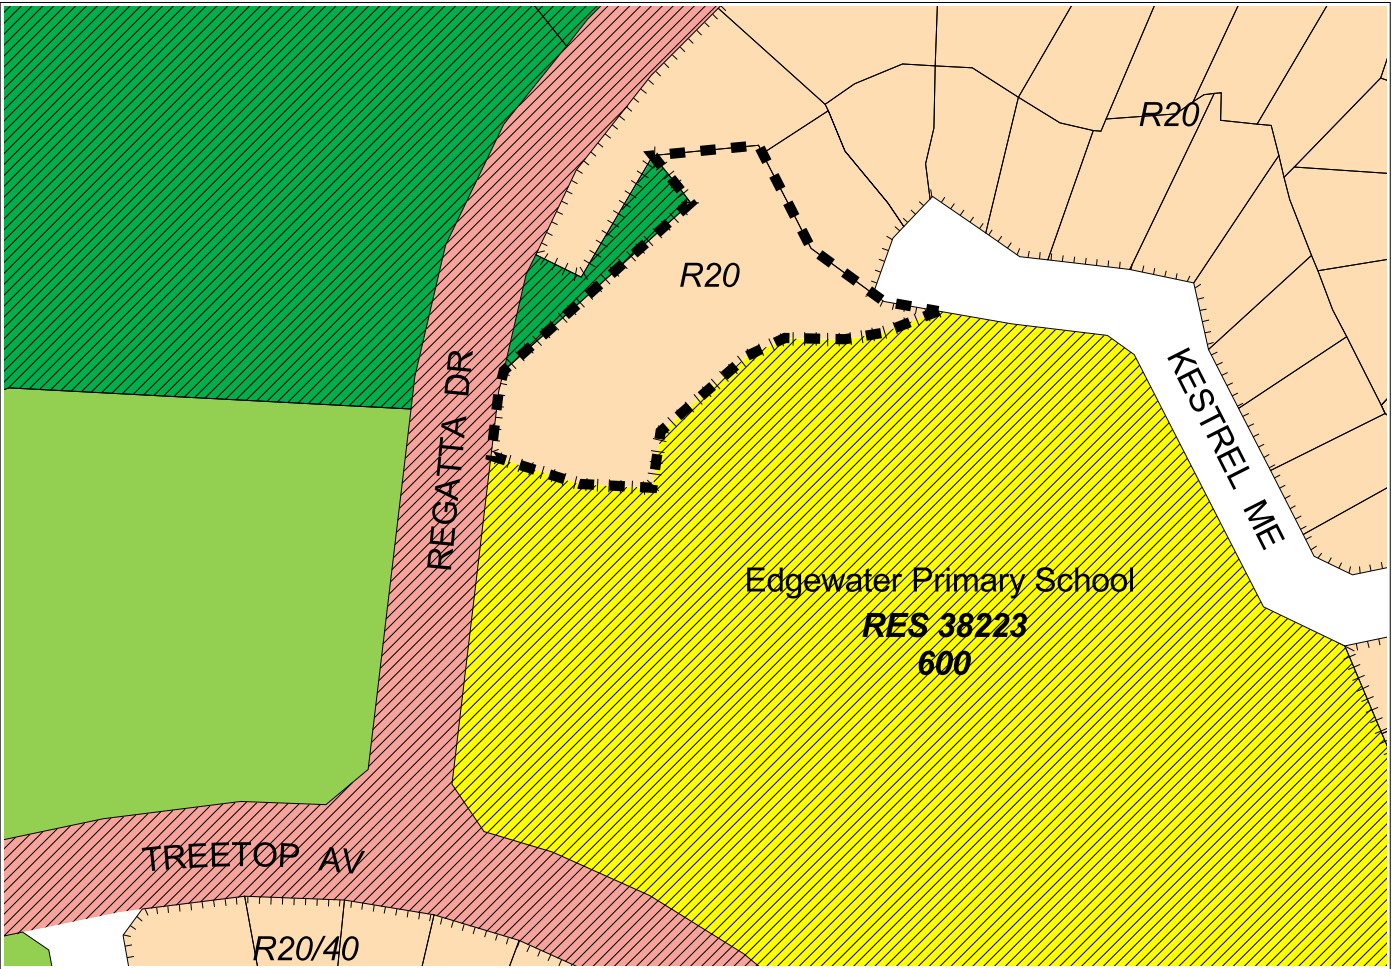 R20
R20
REGATTA DR
KESTREL ME
Edgewater Primary School
RES 38223
600
TREETOP AV
R20/40